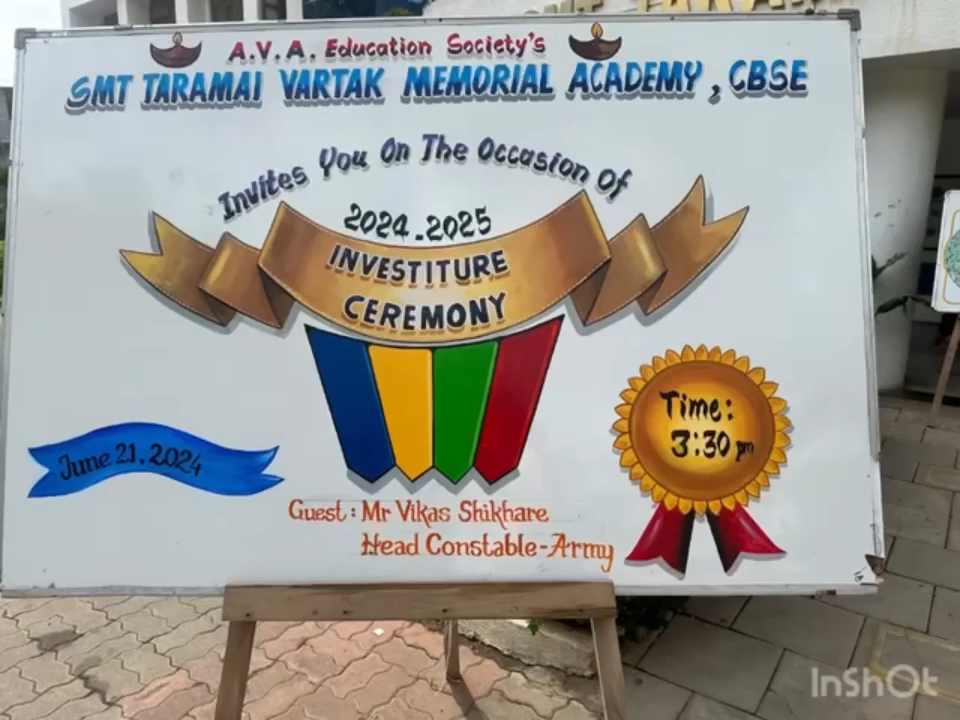 A.V.A. Education Society's
SMT TARAMAI VARTAK MEMORIAL ACADEMY, CBSE
Invites You On The Occasion Of
2024-2025
INVESTITURE
CEREMONY
June 21, 2024
Time:
3:30 pm
Guest: Mr Vikas Shikhare
Head Constable-Army
InShOt